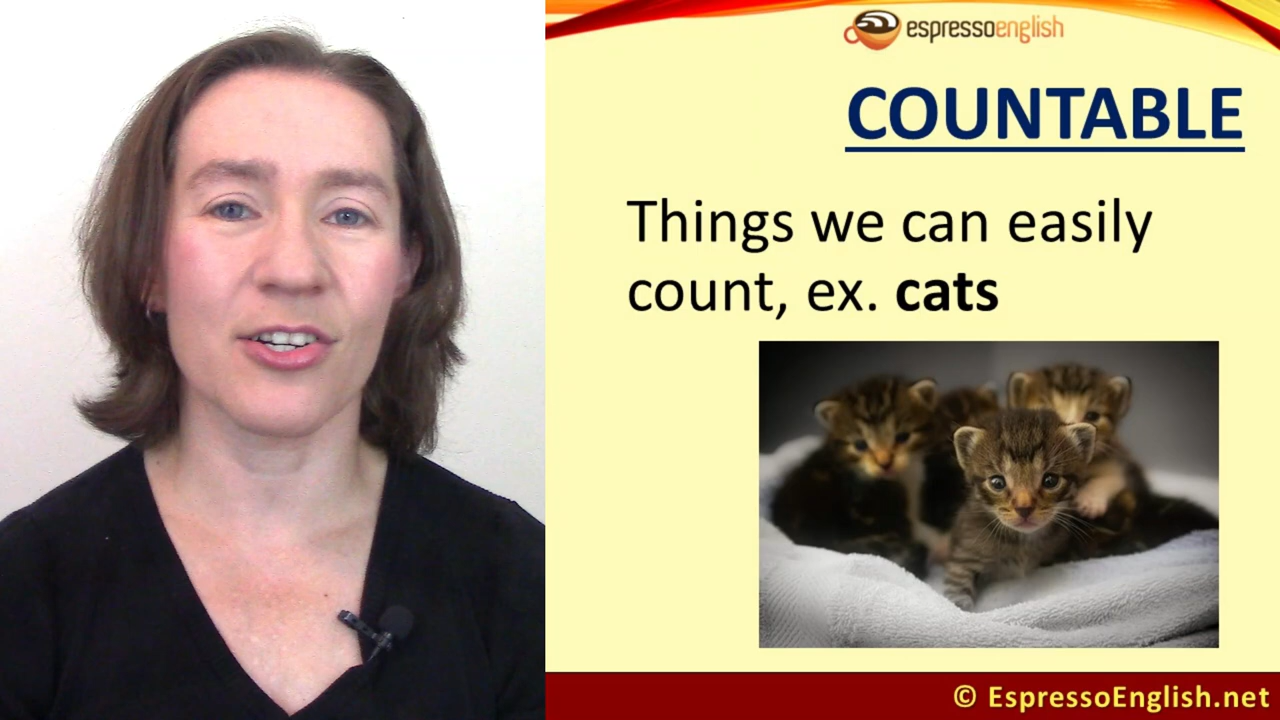 espressoenglish
COUNTABLE
Things we can easily
count, ex. cats
© EspressoEnglish.net